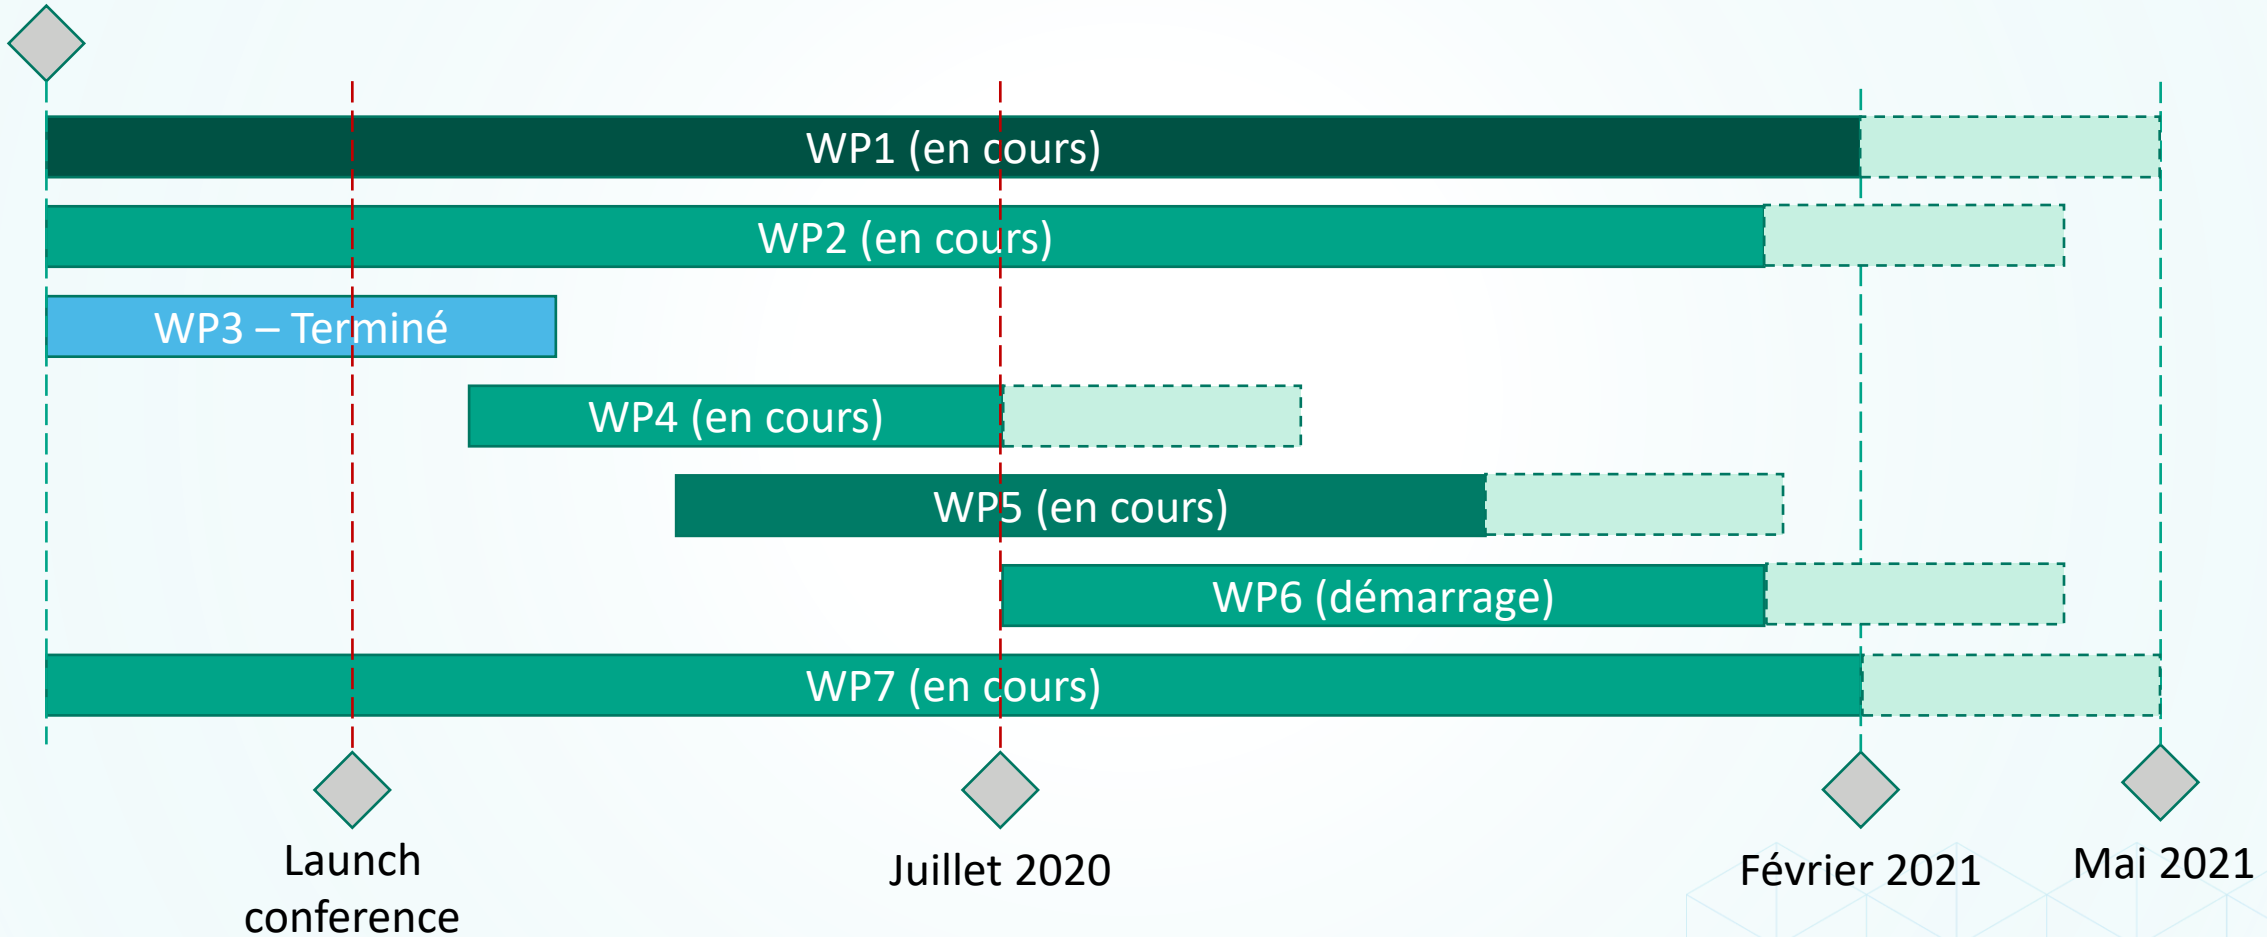 WP1 (en cours)
WP2 (en cours)
WP3 – Terminé
WP4 (en cours)
WP5 (en cours)
WP6 (démarrage)
WP7 (en cours)
Launch
conference
Juillet 2020
Février 2021
Mai 2021